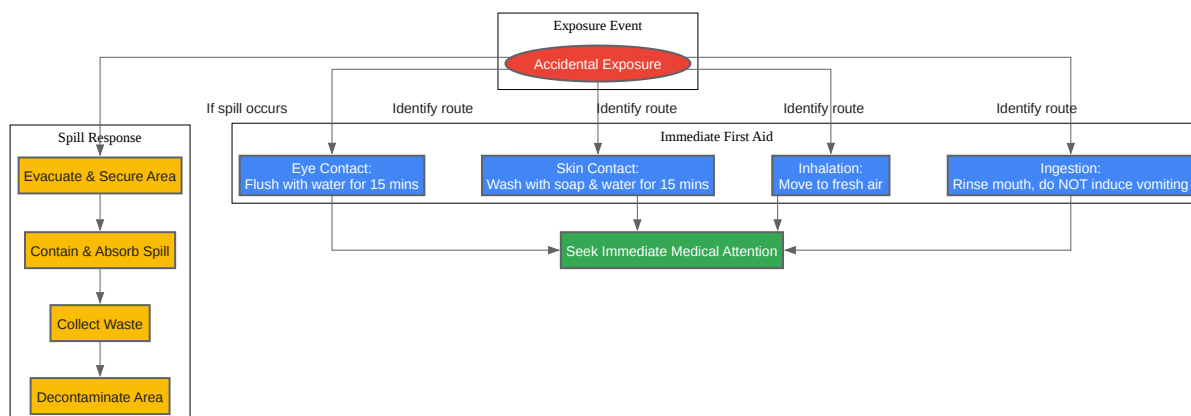 Exposure Event
Accidental Exposure
If spill occurs
Identify route
Identify route
Identify route
Identify route
Spill Response
Evacuate & Secure Area
Contain & Absorb Spill
Collect Waste
Decontaminate Area
Immediate First Aid
Eye Contact:
Flush with water for 15 mins
Skin Contact:
Wash with soap & water for 15 mins
Inhalation:
Move to fresh air
Ingestion:
Rinse mouth, do NOT induce vomiting
Seek Immediate Medical Attention